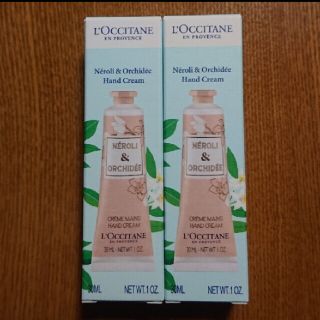 L'OCCITANE
EN PROVENCE
Néroli & Orchidée
Hand Cream
NÉROLI
&
ORCHIDÉE
CRÈME MAINS
HAND CREAM
L'OCCITANE
EN PROVENCE
30 ML - NET WT. 1 OZ.
30ML NET WT. 1 OZ.
L'OCCITANE
EN PROVENCE
Néroli & Orchidée
Hand Cream
NÉROLI
&
ORCHIDÉE
CRÈME MAINS
HAND CREAM
L'OCCITANE
EN PROVENCE
30 ML - NET WT. 1 OZ.
30ML NET WT. 1 OZ.